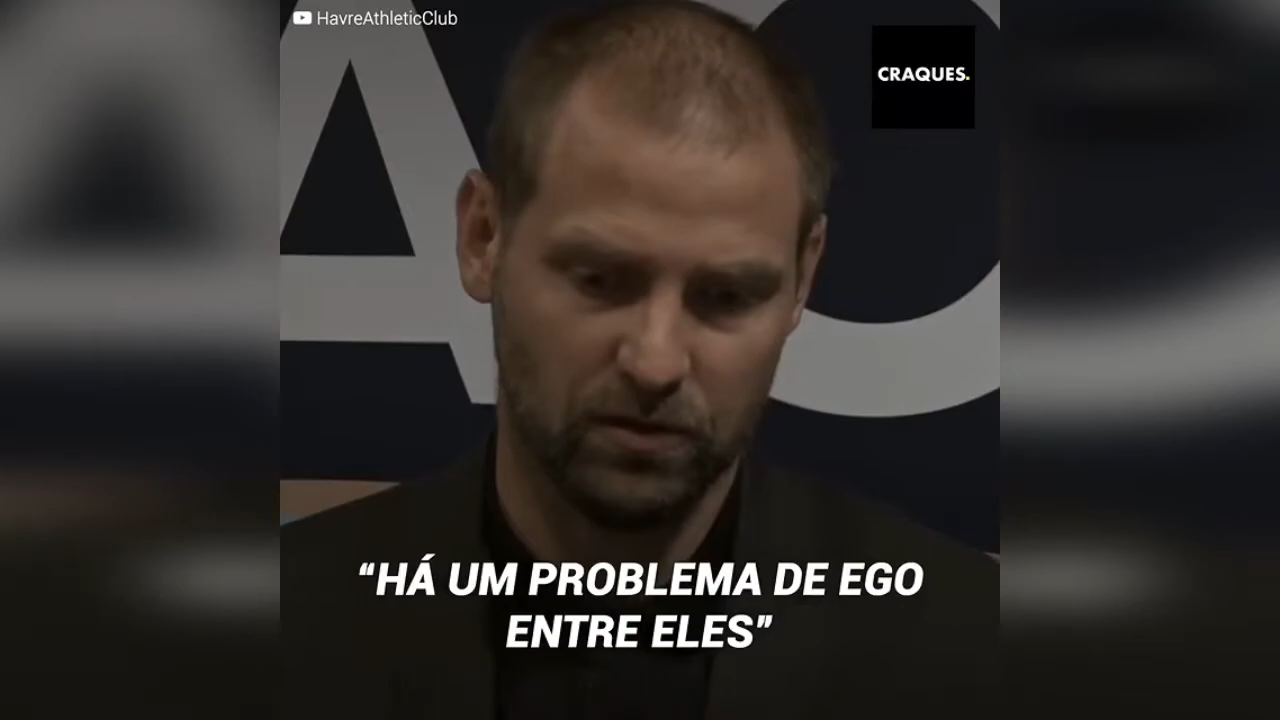 HavreAthleticClub
CRAQUES.
“HÁ UM PROBLEMA DE EGO
ENTRE ELES”